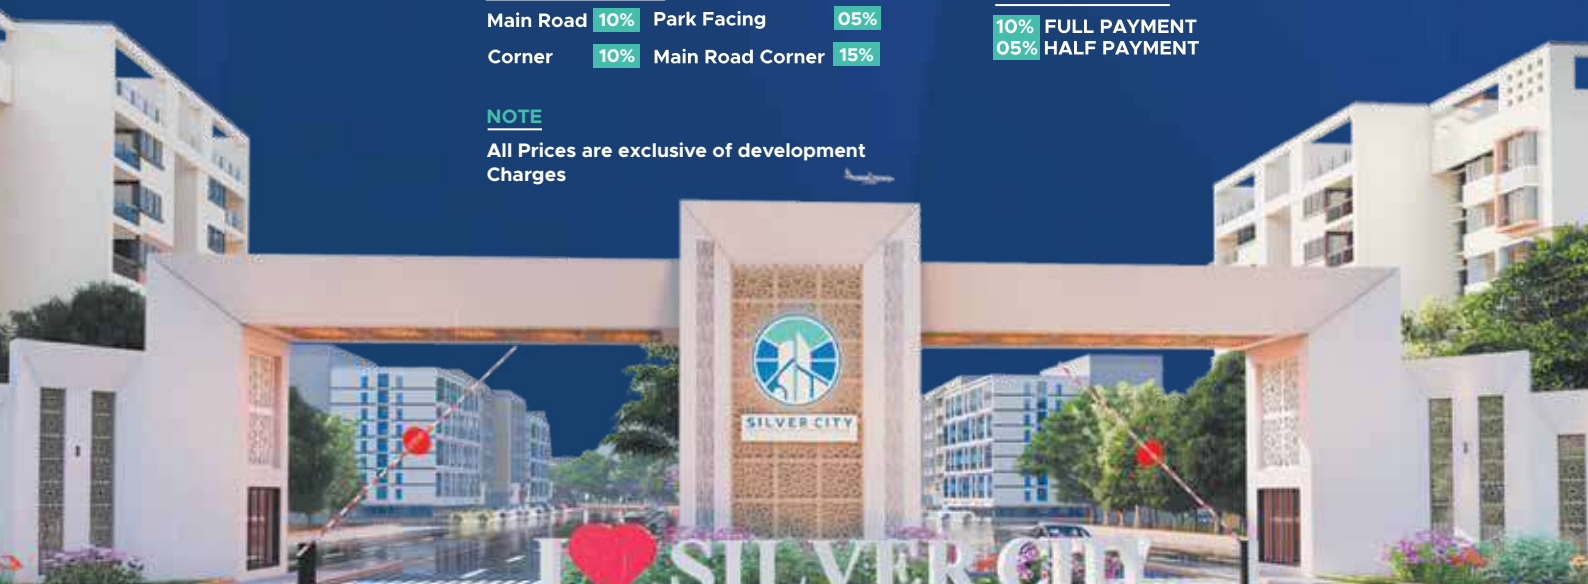 Main Road 10% Park Facing 05%
Corner 10% Main Road Corner 15%
10% FULL PAYMENT
05% HALF PAYMENT
NOTE
All Prices are exclusive of development
Charges
SILVER CITY
I SILVER CITY